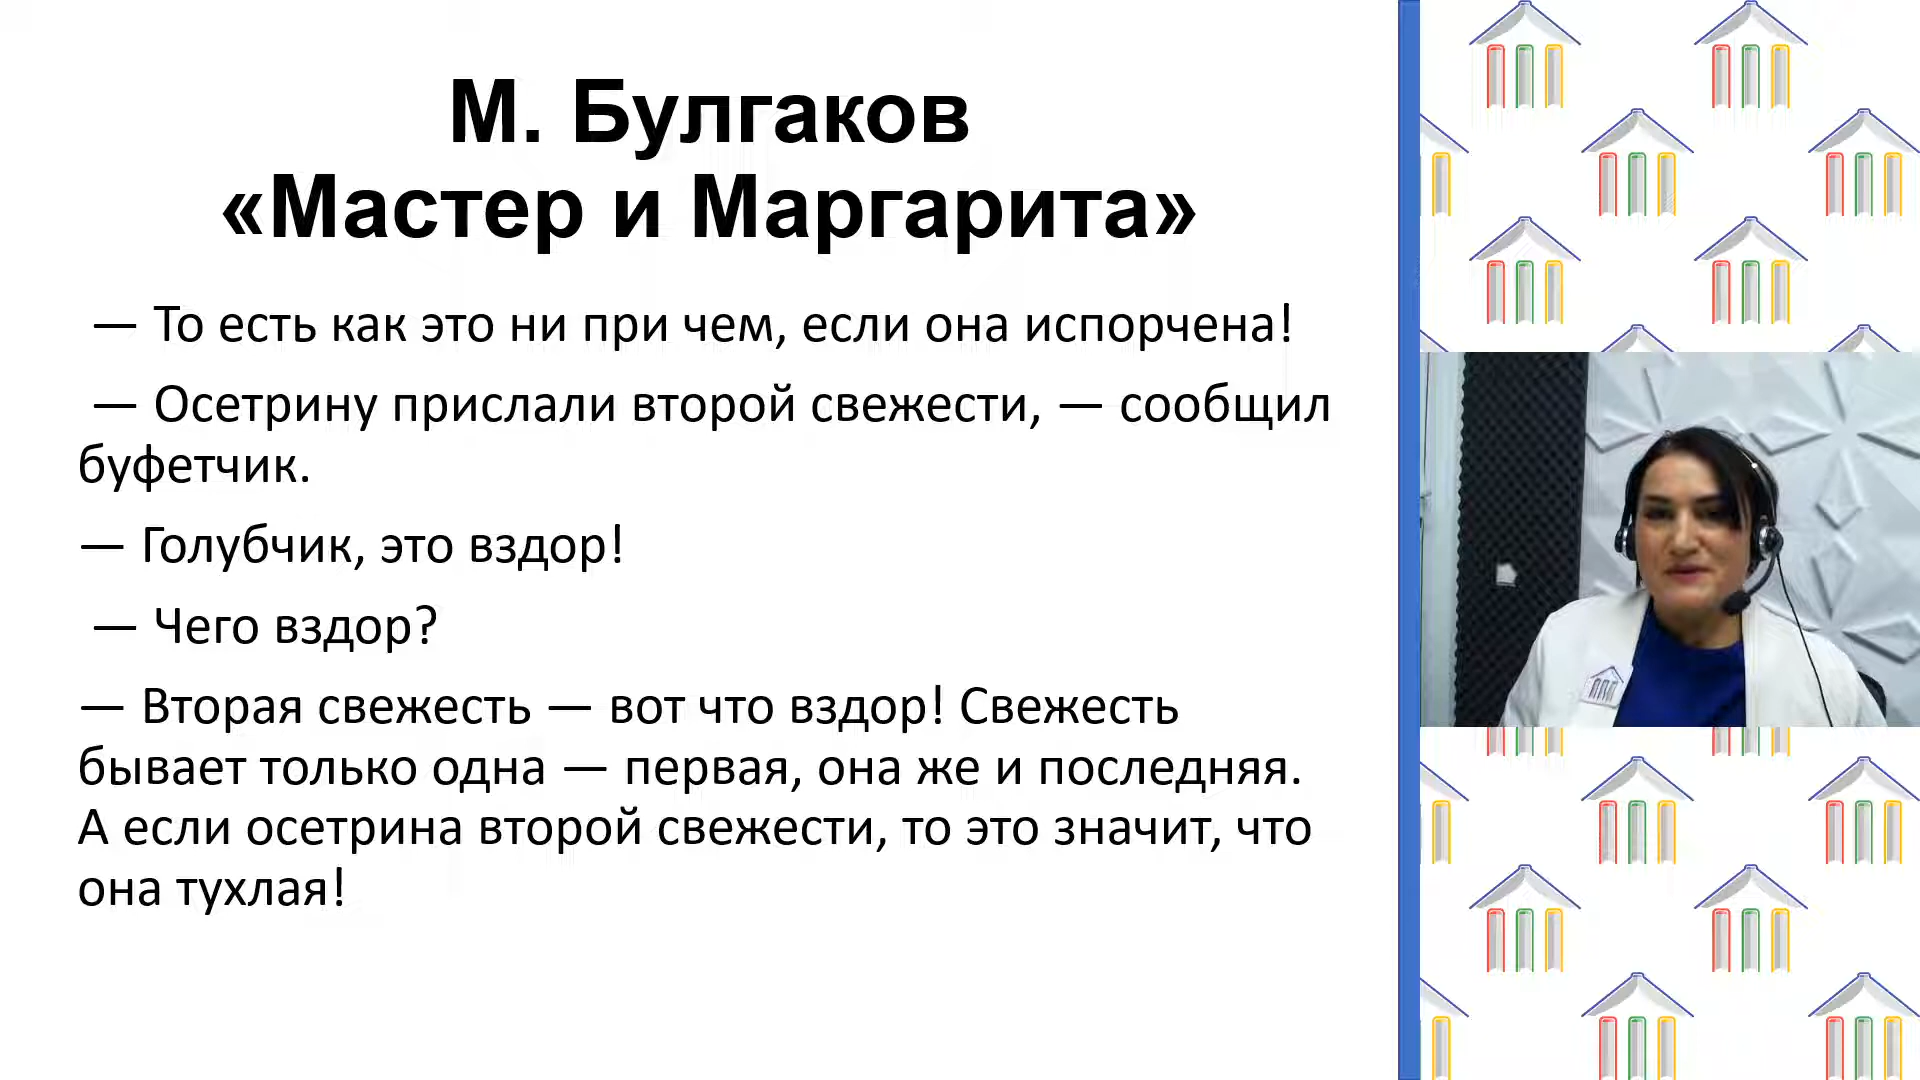 М. Булгаков
«Мастер и Маргарита»
— То есть как это ни при чем, если она испорчена!
— Осетрину прислали второй свежести, — сообщил
буфетчик.
— Голубчик, это вздор!
— Чего вздор?
— Вторая свежесть — вот что вздор! Свежесть
бывает только одна — первая, она же и последняя.
А если осетрина второй свежести, то это значит, что
она тухлая!